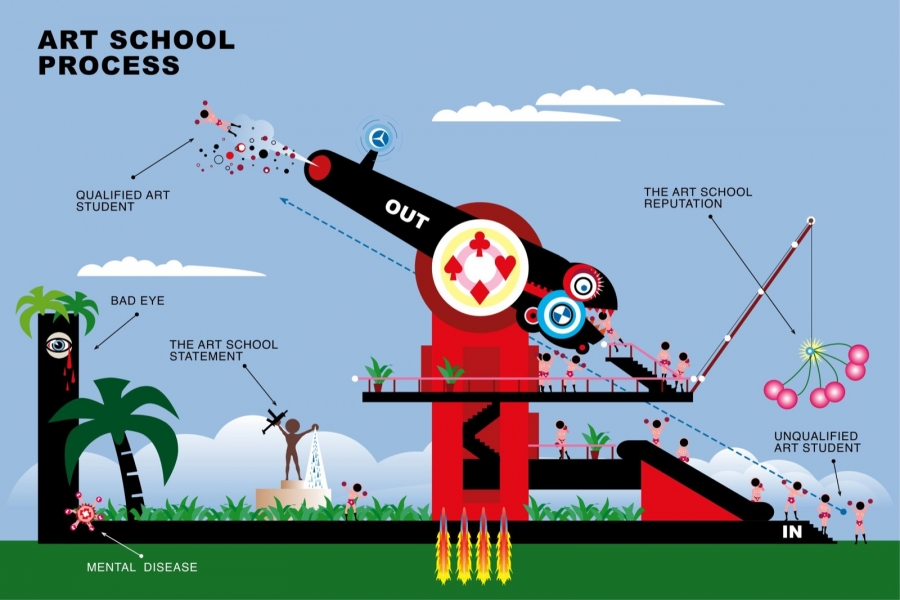 ART SCHOOL
PROCESS
QUALIFIED ART
STUDENT
OUT
THE ART SCHOOL
REPUTATION
BAD EYE
THE ART SCHOOL
STATEMENT
UNQUALIFIED
ART STUDENT
IN
MENTAL DISEASE